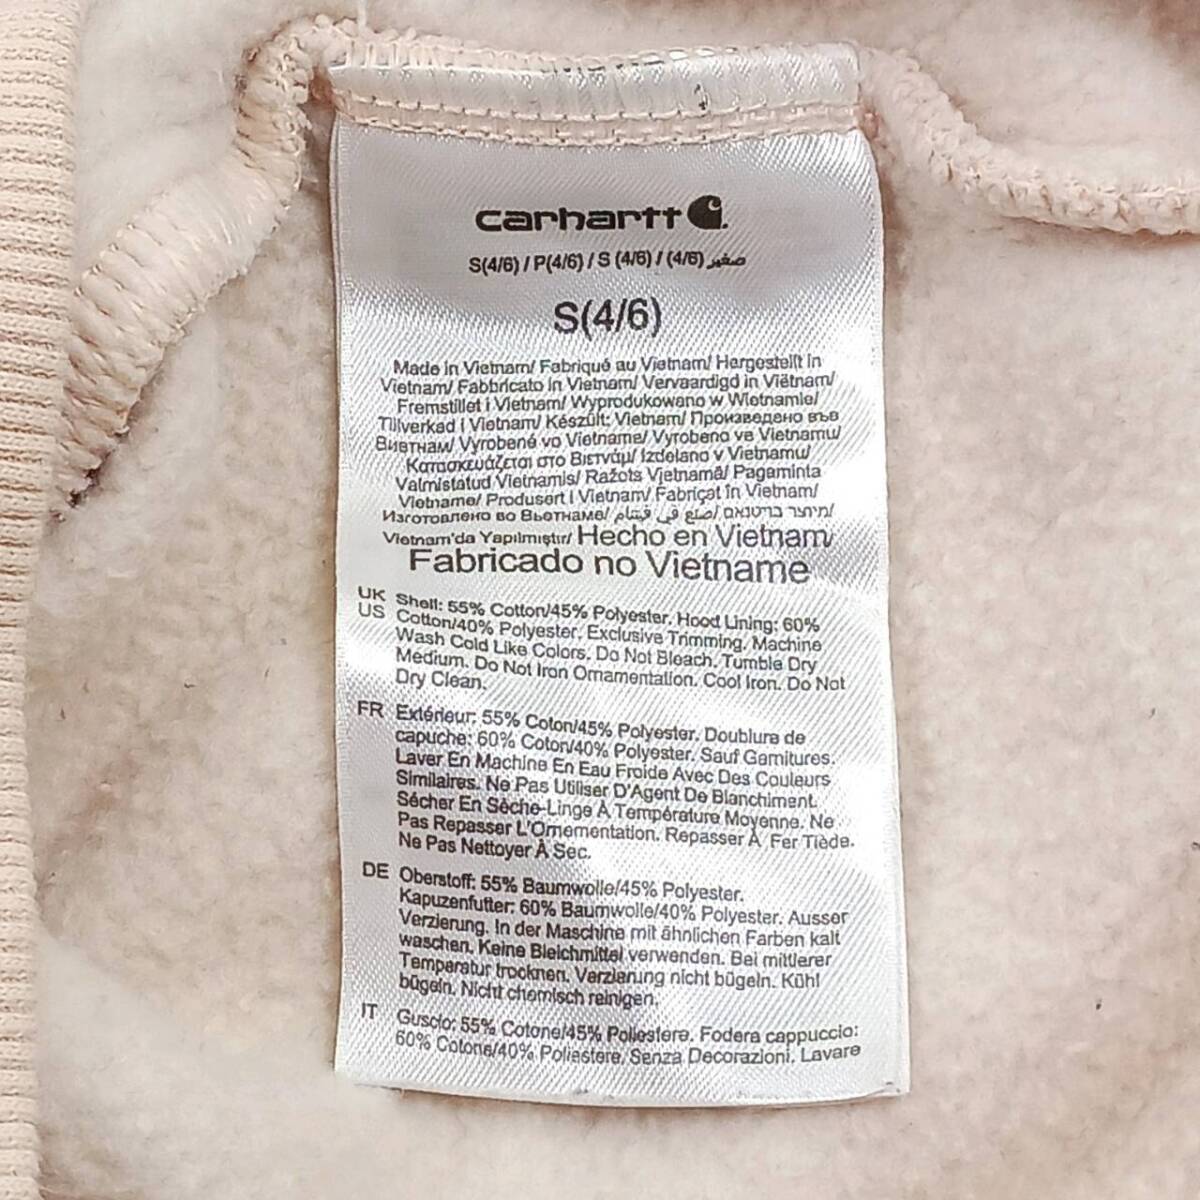 carhartt
S(4/6) / P(4/6) / S (4/6) / (4/6) صغير
S(4/6)
Made in Vietnam/ Fabriqué au Vietnam/ Hergestellt in
Vietnam/ Fabbricato in Vietnam/ Vervaardigd in Viëtnam/
Fremstillet i Vietnam/ Wyprodukowano w Wietnamie/
Tillverkad i Vietnam/ Készült: Vietnam/ Произведено във
Виетнам/ Vyrobené vo Vietname/ Vyrobeno ve Vietnamu/
Κατασκευάζεται στο Βιετνάμ/ Izdelano v Vietnamu/
Valmistatud Vietnamis/ Ražots Vjetnamā/ Pagaminta
Vietname/ Produsert i Vietnam/ Fabricat în Vietnam/
Изготовлено во Вьетнаме/ صنع في فيتنام/ מיוצר בוייטנאם/
Vietnam'da Yapılmıştır/ Hecho en Vietnam/
Fabricado no Vietname
UK Shell: 55% Cotton/45% Polyester. Hood Lining: 60%
US Cotton/40% Polyester. Exclusive Trimming. Machine
Wash Cold Like Colors. Do Not Bleach. Tumble Dry
Medium. Do Not Iron Ornamentation. Cool Iron. Do Not
Dry Clean.
FR Extérieur: 55% Coton/45% Polyester. Doublure de
capuche: 60% Coton/40% Polyester. Sauf Garnitures.
Laver En Machine En Eau Froide Avec Des Couleurs
Similaires. Ne Pas Utiliser D'Agent De Blanchiment.
Sécher En Sèche-Linge À Température Moyenne. Ne
Pas Repasser L'Ornementation. Repasser À Fer Tiède.
Ne Pas Nettoyer À Sec.
DE Oberstoff: 55% Baumwolle/45% Polyester.
Kapuzenfutter: 60% Baumwolle/40% Polyester. Ausser
Verzierung. In der Maschine mit ähnlichen Farben kalt
waschen. Keine Bleichmittel verwenden. Bei mittlerer
Temperatur trocknen. Verzierung nicht bügeln. Kühl
bügeln. Nicht chemisch reinigen.
IT Guscio: 55% Cotone/45% Poliestere. Fodera cappuccio:
60% Cotone/40% Poliestere. Senza Decorazioni. Lavare